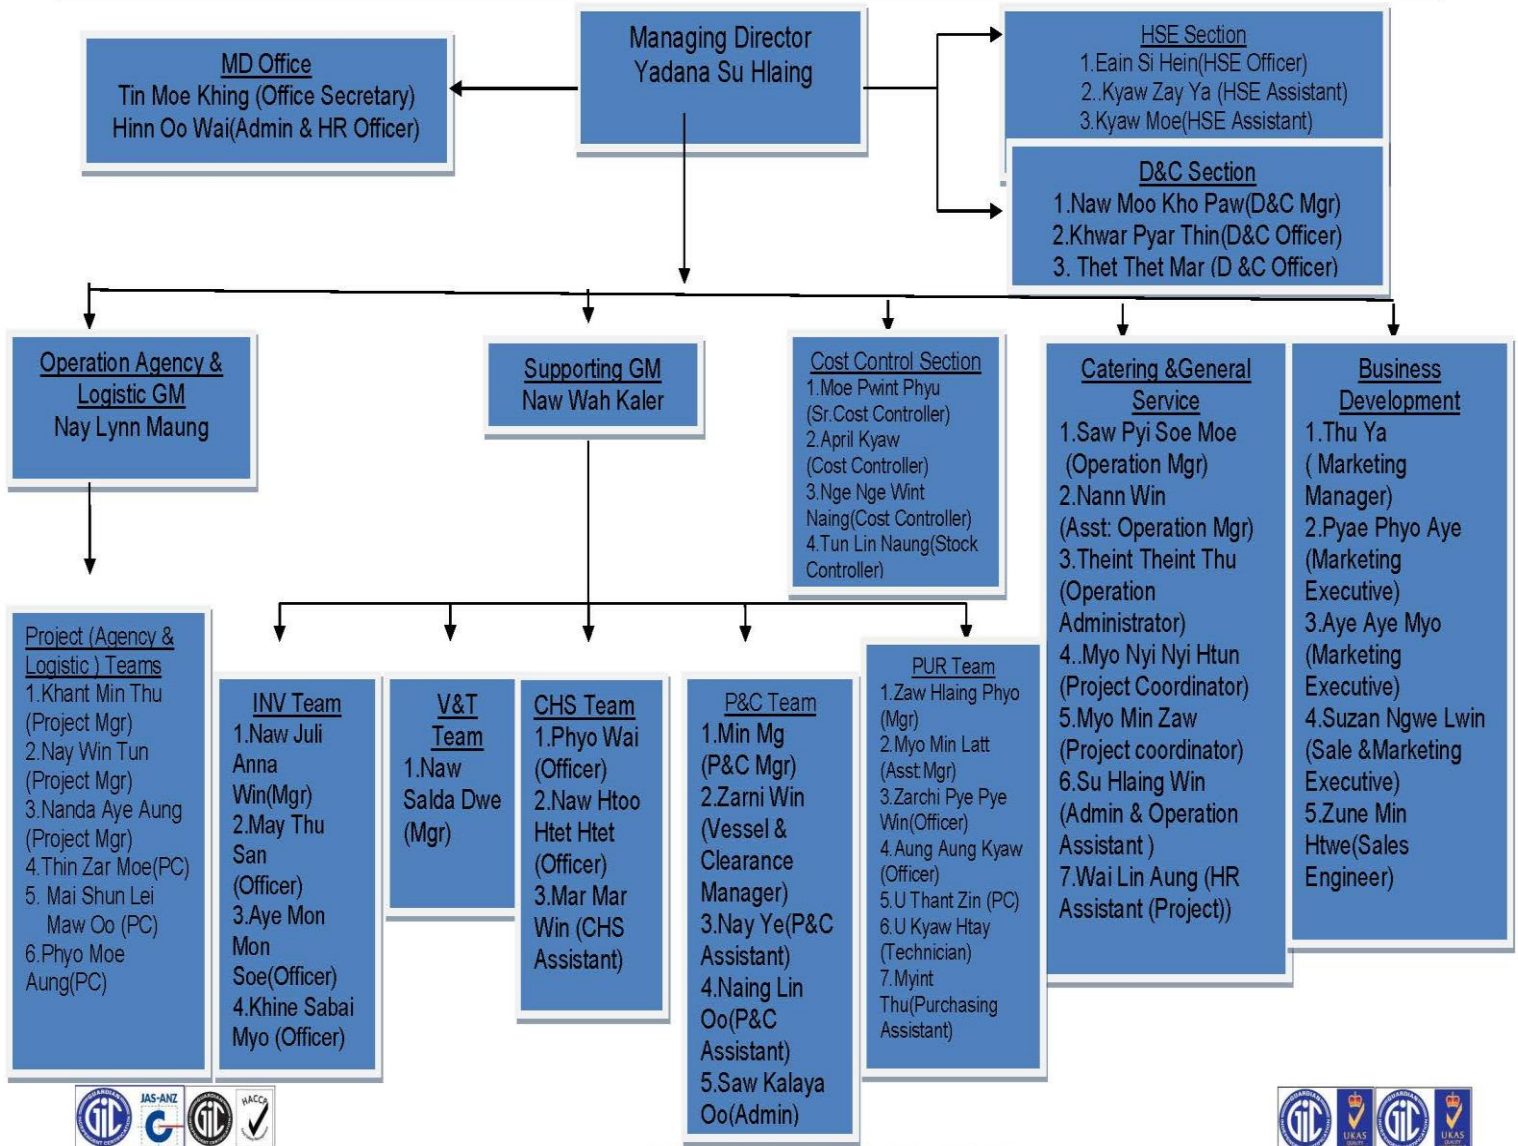 Managing Director
Yadana Su Hlaing
MD Office
Tin Moe Khing (Office Secretary)
Hinn Oo Wai(Admin & HR Officer)
HSE Section
1.Eain Si Hein(HSE Officer)
2..Kyaw Zay Ya (HSE Assistant)
3.Kyaw Moe(HSE Assistant)
D&C Section
1.Naw Moo Kho Paw(D&C Mgr)
2.Khwar Pyar Thin(D&C Officer)
3. Thet Thet Mar (D &C Officer)
Operation Agency &
Logistic GM
Nay Lynn Maung
Supporting GM
Naw Wah Kaler
Cost Control Section
1.Moe Pwint Phyu
(Sr.Cost Controller)
2.April Kyaw
(Cost Controller)
3.Nge Nge Wint
Naing(Cost Controller)
4.Tun Lin Naung(Stock
Controller)
Catering &General
Service
1.Saw Pyi Soe Moe
(Operation Mgr)
2.Nann Win
(Asst: Operation Mgr)
3.Theint Theint Thu
(Operation
Administrator)
4..Myo Nyi Nyi Htun
(Project Coordinator)
5.Myo Min Zaw
(Project coordinator)
6.Su Hlaing Win
(Admin & Operation
Assistant )
7.Wai Lin Aung (HR
Assistant (Project))
Business
Development
1.Thu Ya
( Marketing
Manager)
2.Pyae Phyo Aye
(Marketing
Executive)
3.Aye Aye Myo
(Marketing
Executive)
4.Suzan Ngwe Lwin
(Sale &Marketing
Executive)
5.Zune Min
Htwe(Sales
Engineer)
Project (Agency &
Logistic ) Teams
1.Khant Min Thu
(Project Mgr)
2.Nay Win Tun
(Project Mgr)
3.Nanda Aye Aung
(Project Mgr)
4.Thin Zar Moe(PC)
5. Mai Shun Lei
Maw Oo (PC)
6.Phyo Moe
Aung(PC)
INV Team
1.Naw Juli
Anna
Win(Mgr)
2.May Thu
San
(Officer)
3.Aye Mon
Mon
Soe(Officer)
4.Khine Sabai
Myo (Officer)
V&T
Team
1.Naw
Salda Dwe
(Mgr)
CHS Team
1.Phyo Wai
(Officer)
2.Naw Htoo
Htet Htet
(Officer)
3.Mar Mar
Win (CHS
Assistant)
P&C Team
1.Min Mg
(P&C Mgr)
2.Zarni Win
(Vessel &
Clearance
Manager)
3.Nay Ye(P&C
Assistant)
4.Naing Lin
Oo(P&C
Assistant)
5.Saw Kalaya
Oo(Admin)
PUR Team
1.Zaw Hlaing Phyo
(Mgr)
2.Myo Min Latt
(Asst:Mgr)
3.Zarchi Pye Pye
Win(Officer)
4.Aung Aung Kyaw
(Officer)
5.U Thant Zin (PC)
6.U Kyaw Htay
(Technician)
7.Myint
Thu(Purchasing
Assistant)
GUARDIAN
GIC
JAS-ANZ
GUARDIAN
GIC
HACCP
GUARDIAN
GIC
UKAS
GUARDIAN
GIC
UKAS